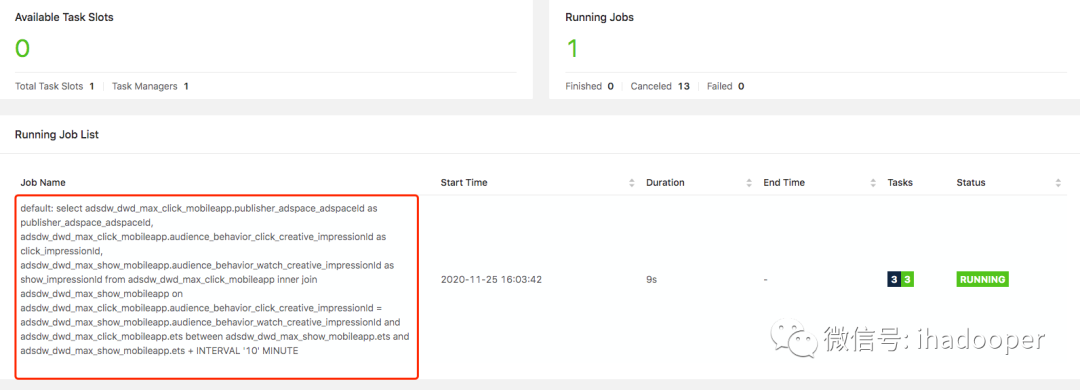 Available Task Slots
0
Total Task Slots 1 Task Managers 1
Running Jobs
1
Finished 0 Canceled 13 Failed 0
Running Job List
Job Name Start Time Duration End Time Tasks Status
default: select adsdw_dwd_max_click_mobileapp.publisher_adspace_adspaceId as
publisher_adspace_adspaceId,
adsdw_dwd_max_click_mobileapp.audience_behavior_click_creative_impressionId as
click_impressionId,
adsdw_dwd_max_show_mobileapp.audience_behavior_watch_creative_impressionId as
show_impressionId from adsdw_dwd_max_click_mobileapp inner join
adsdw_dwd_max_show_mobileapp on
adsdw_dwd_max_click_mobileapp.audience_behavior_click_creative_impressionId =
adsdw_dwd_max_show_mobileapp.audience_behavior_watch_creative_impressionId and
adsdw_dwd_max_click_mobileapp.ets between adsdw_dwd_max_show_mobileapp.ets and
adsdw_dwd_max_show_mobileapp.ets + INTERVAL '10' MINUTE
2020-11-25 16:03:42 9s - 3 3 RUNNING
微信号: ihadooper